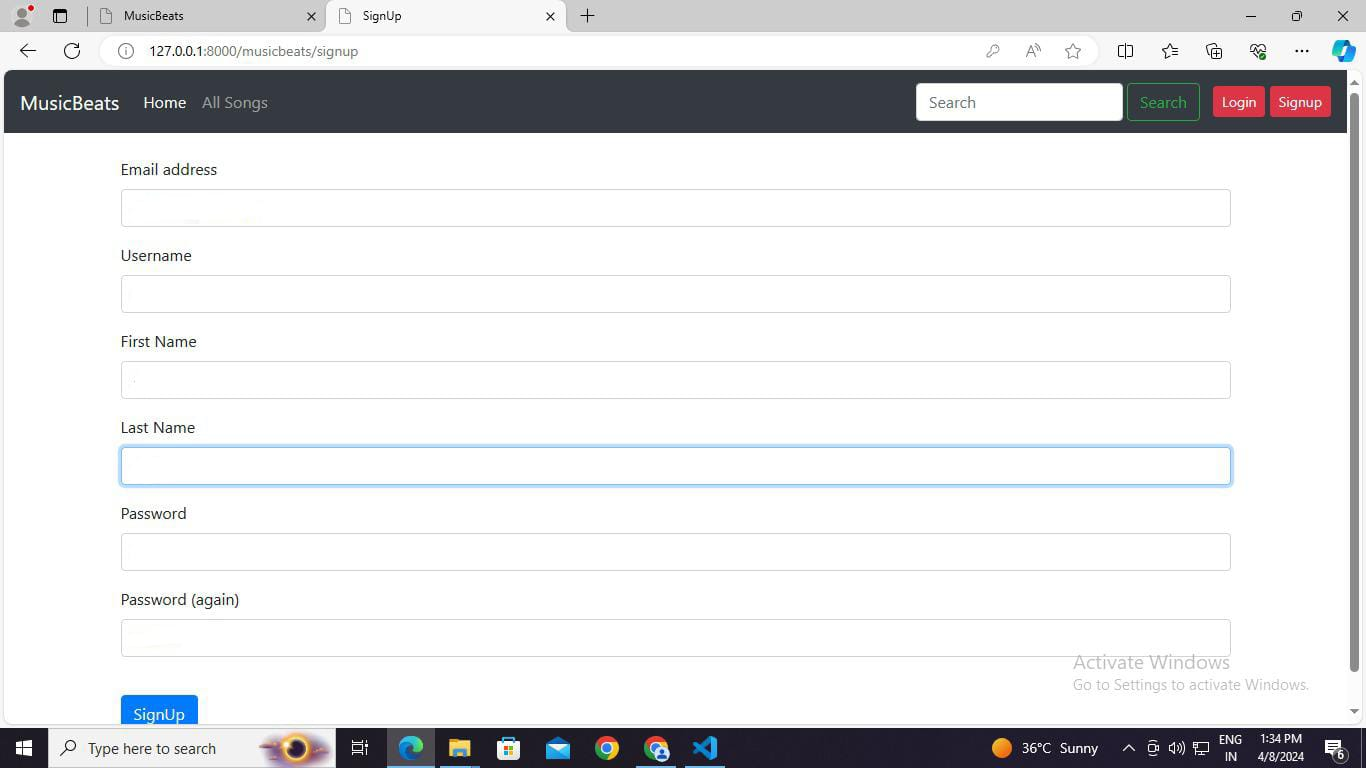 MusicBeats
SignUp
127.0.0.1:8000/musicbeats/signup
MusicBeats Home All Songs Search Search Login Signup
Email address
Username
First Name
Last Name
Password
Password (again)
SignUp
Activate Windows
Go to Settings to activate Windows.
Type here to search
36°C Sunny
ENG
IN
1:34 PM
4/8/2024
6